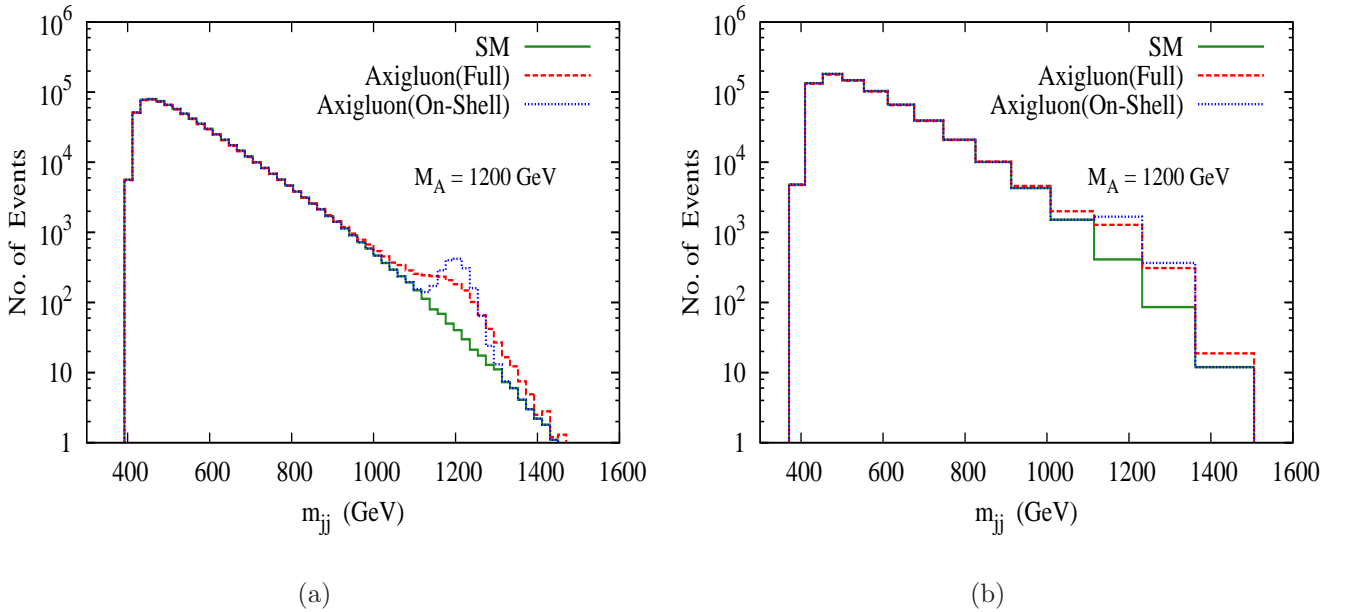 No. of Events
10^6
10^5
10^4
10^3
10^2
10
1
SM
Axigluon(Full)
Axigluon(On-Shell)
M_A = 1200 GeV
400 600 800 1000 1200 1400 1600
m_jj (GeV)
(a)
No. of Events
10^6
10^5
10^4
10^3
10^2
10
1
SM
Axigluon(Full)
Axigluon(On-Shell)
M_A = 1200 GeV
400 600 800 1000 1200 1400 1600
m_jj (GeV)
(b)